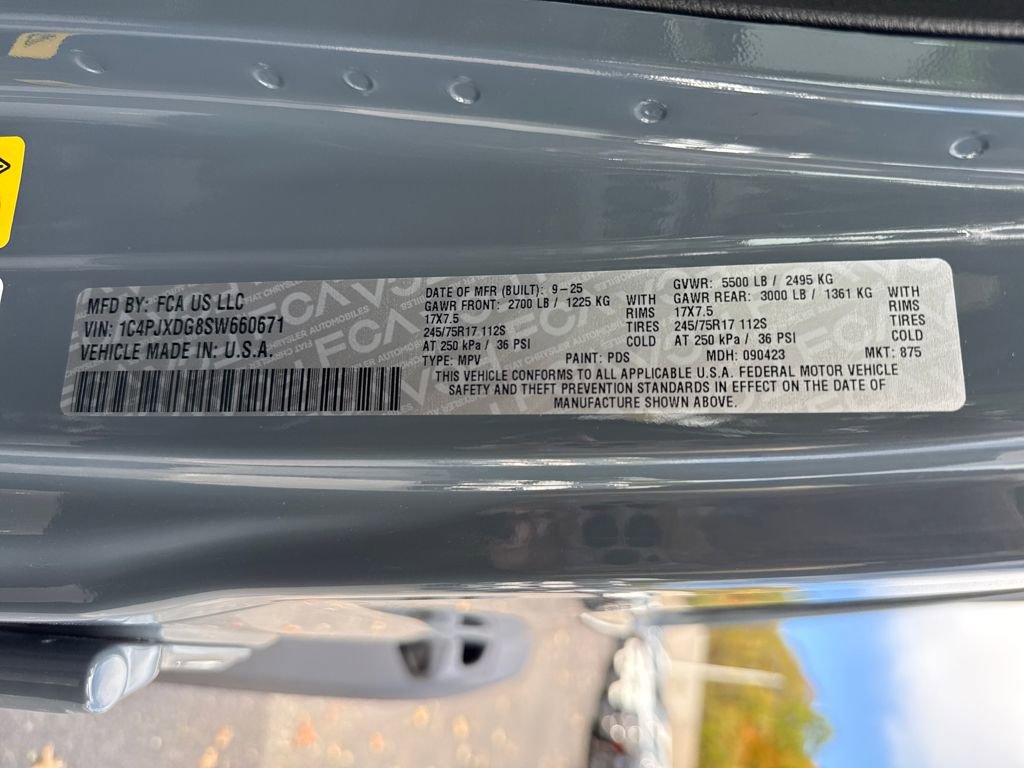 MFD BY: FCA US LLC
VIN: 1C4PJXDG8SW660671
VEHICLE MADE IN: U.S.A.
DATE OF MFR (BUILT): 9-25 GVWR: 5500 LB / 2495 KG
GAWR FRONT: 2700 LB / 1225 KG WITH GAWR REAR: 3000 LB / 1361 KG WITH
17X7.5 RIMS 17X7.5 RIMS
245/75R17 112S TIRES 245/75R17 112S TIRES
AT 250 kPa / 36 PSI COLD AT 250 kPa / 36 PSI COLD
TYPE: MPV PAINT: PDS MDH: 090423 MKT: 875
THIS VEHICLE CONFORMS TO ALL APPLICABLE U.S.A. FEDERAL MOTOR VEHICLE
SAFETY AND THEFT PREVENTION STANDARDS IN EFFECT ON THE DATE OF
MANUFACTURE SHOWN ABOVE.